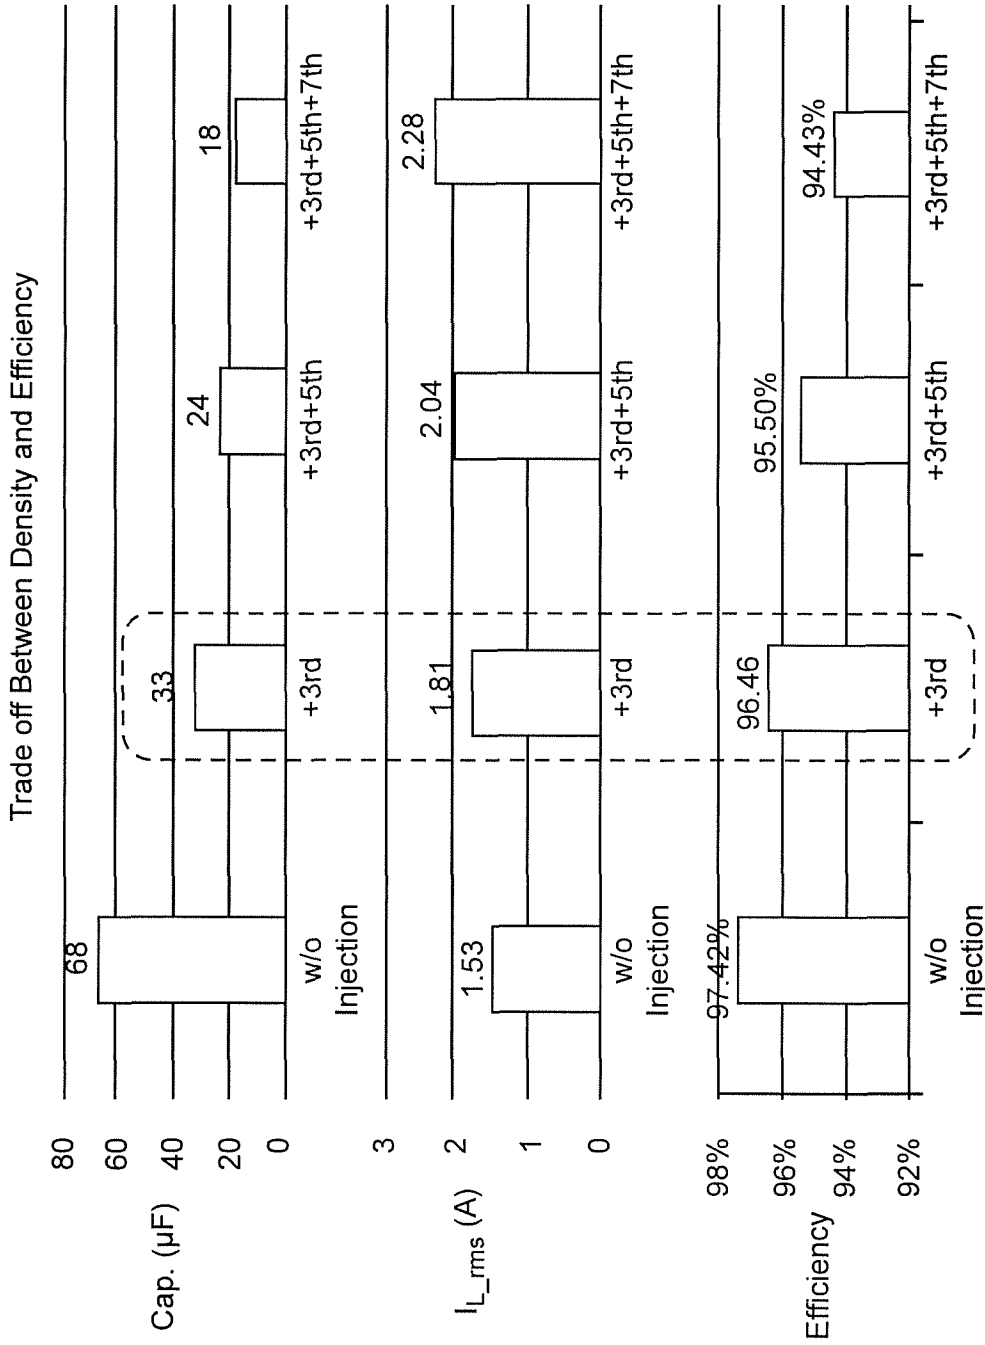 Trade off Between Density and Efficiency
Cap. (µF)
80
60
40
20
0
68
33
24
18
w/o
Injection
+3rd
+3rd+5th
+3rd+5th+7th
I_L_rms (A)
3
2
1
0
1.53
1.81
2.04
2.28
w/o
Injection
+3rd
+3rd+5th
+3rd+5th+7th
Efficiency
98%
96%
94%
92%
97.42%
96.46
95.50%
94.43%
w/o
Injection
+3rd
+3rd+5th
+3rd+5th+7th